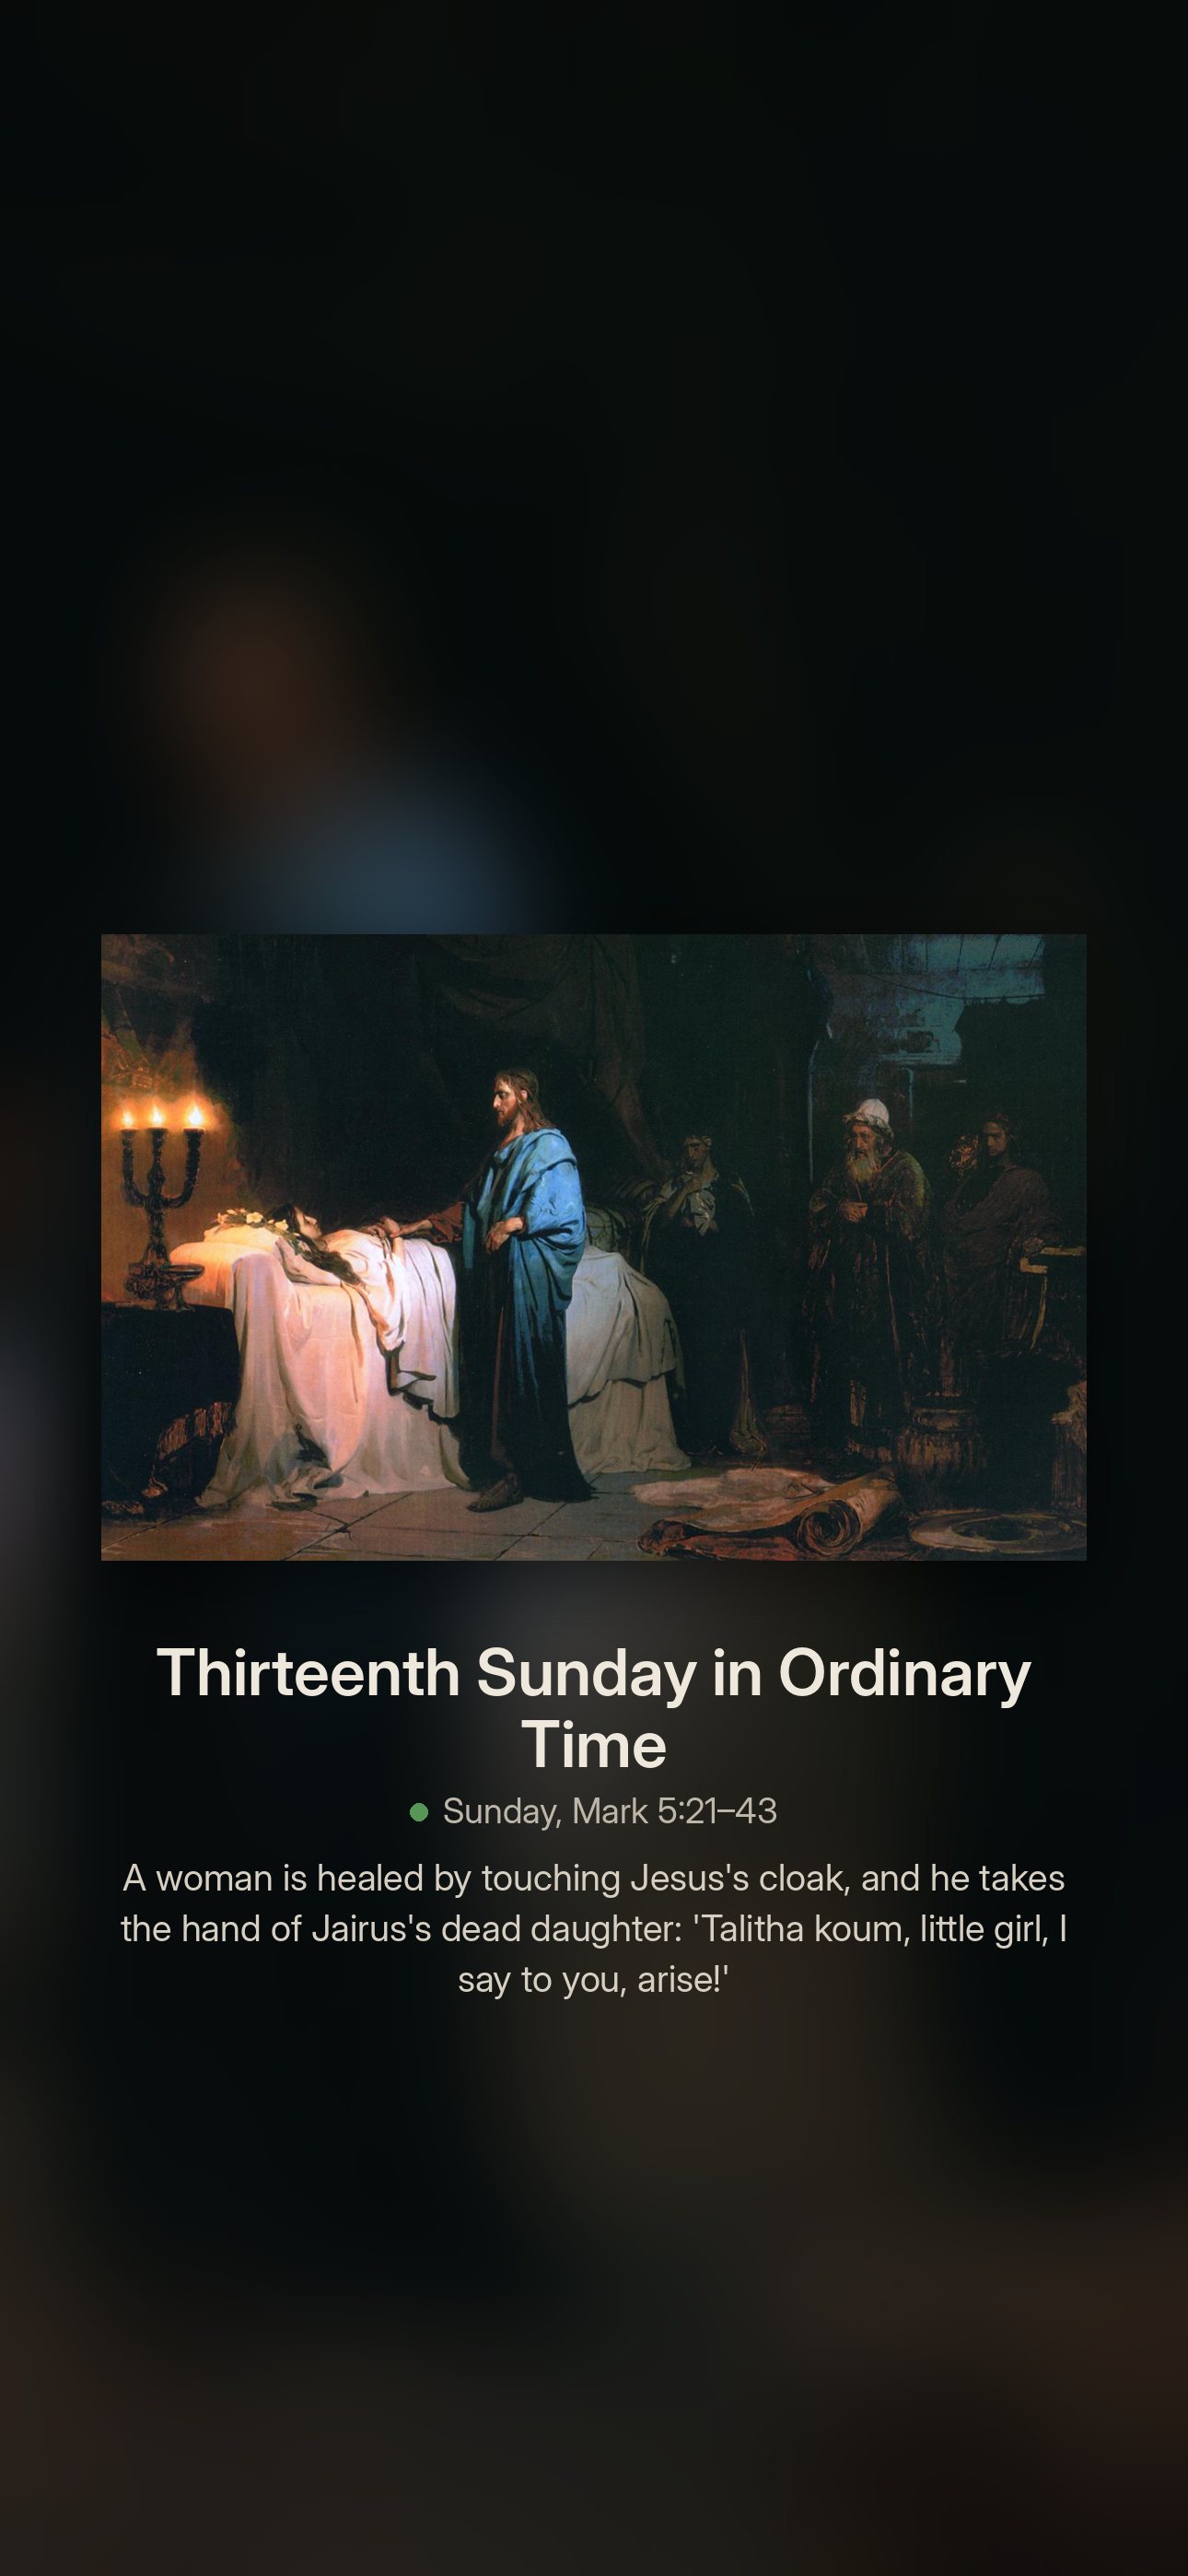 Thirteenth Sunday in Ordinary
Time
Sunday, Mark 5:21–43
A woman is healed by touching Jesus's cloak, and he takes
the hand of Jairus's dead daughter: 'Talitha koum, little girl, I
say to you, arise!'